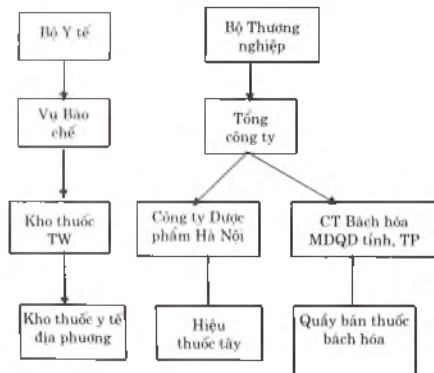 Bộ Y tế
Bộ Thượng
nghiệp
Vụ Bào
chế
Tổng
công ty
Kho thuốc
TW
Công ty Dược
phẩm Hà Nội
CT Bách hóa
MDQD tỉnh, TP
Kho thuốc y tế
địa phương
Hiệu
thuốc tây
Quầy bán thuốc
bách hóa